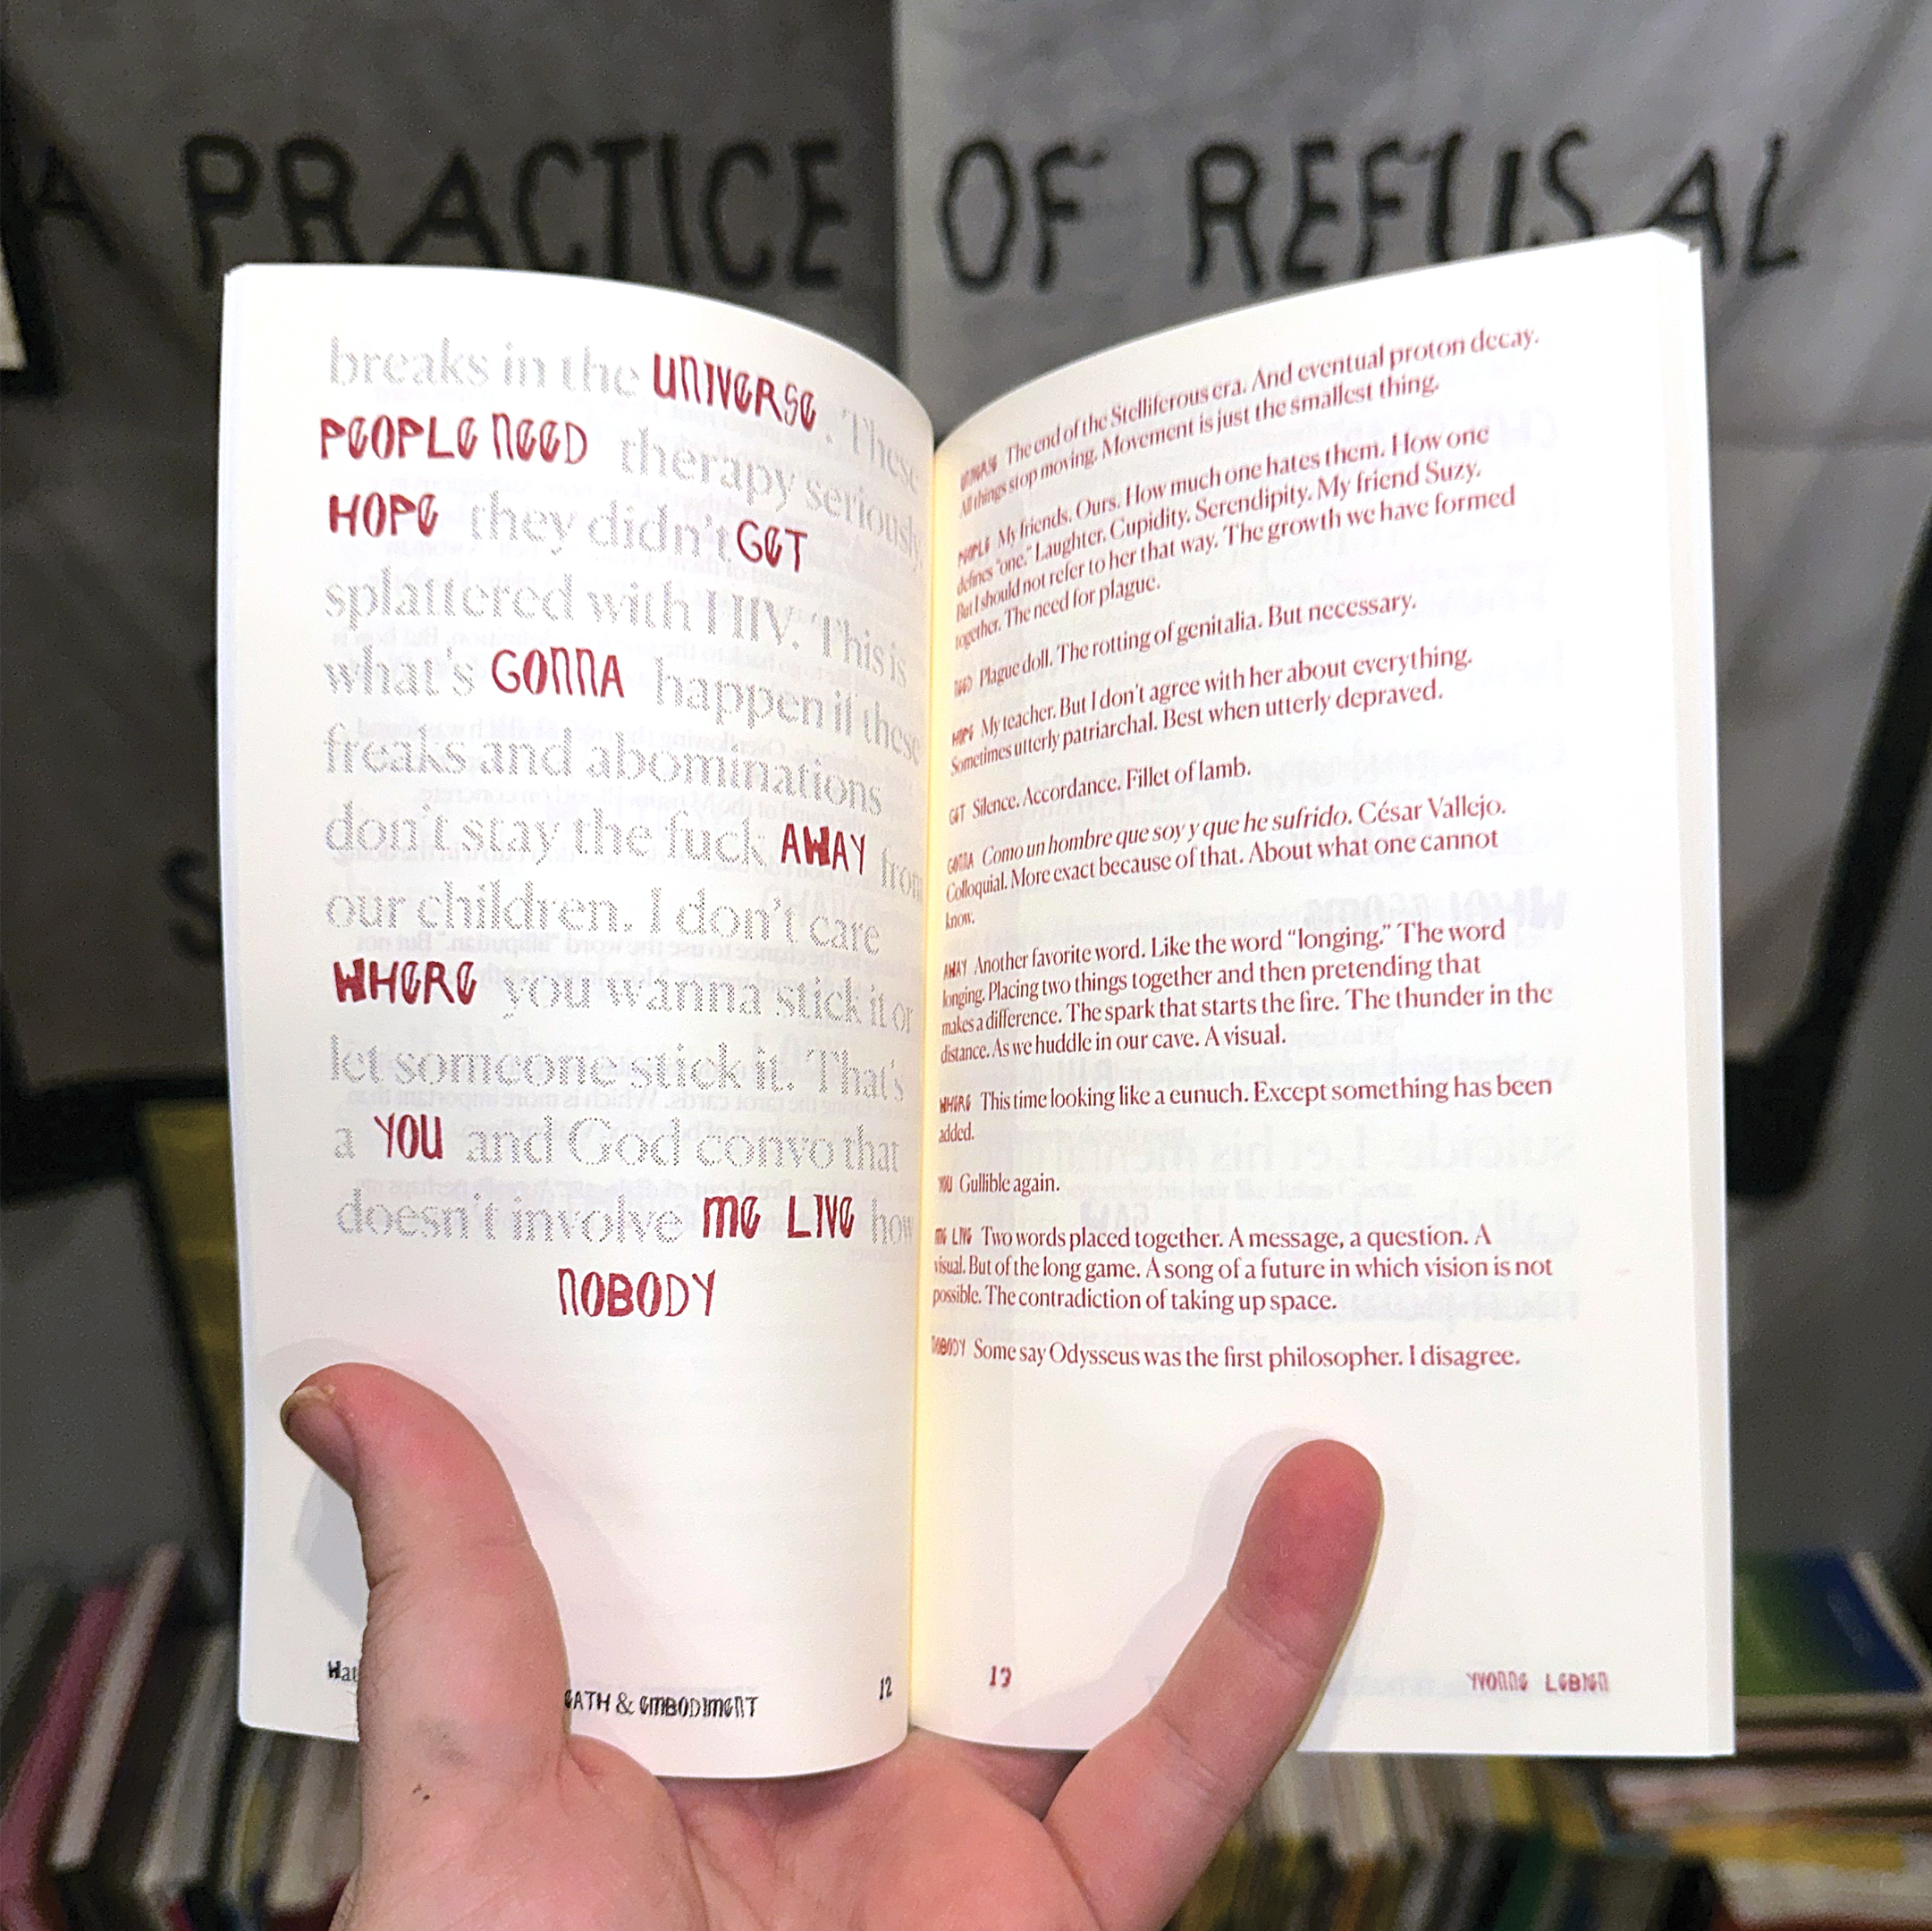 A PRACTICE OF REFUSAL
breaks in the UNIVERSE. These
PEOPLE NEED therapy seriously.
HOPE they didn't GET
splattered with HIV. This is
what's GONNA happen if these
freaks and abominations
don't stay the fuck AWAY from
our children. I don't care
WHERE you wanna stick it or
let someone stick it. That's
a YOU and God convo that
doesn't involve ME LIVE how
NOBODY
12
UNIVERSE The end of the Stelliferous era. And eventual proton decay.
All things stop moving. Movement is just the smallest thing.
PEOPLE My friends. Ours. How much one hates them. How one
defines "one." Laughter. Cupidity. Serendipity. My friend Suzy.
But I should not refer to her that way. The growth we have formed
together. The need for plague.
NEED Plague doll. The rotting of genitalia. But necessary.
HOPE My teacher. But I don't agree with her about everything.
Sometimes utterly patriarchal. Best when utterly depraved.
GET Silence. Accordance. Fillet of lamb.
GONNA Como un hombre que soy y que he sufrido. César Vallejo.
Colloquial. More exact because of that. About what one cannot
know.
AWAY Another favorite word. Like the word "longing." The word
longing. Placing two things together and then pretending that
makes a difference. The spark that starts the fire. The thunder in the
distance. As we huddle in our cave. A visual.
WHERE This time looking like a eunuch. Except something has been
added.
YOU Gullible again.
ME LIVE Two words placed together. A message, a question. A
visual. But of the long game. A song of a future in which vision is not
possible. The contradiction of taking up space.
NOBODY Some say Odysseus was the first philosopher. I disagree.
13
YVONNE LEBIEN
Hat
EATH & EMBODIMENT
S